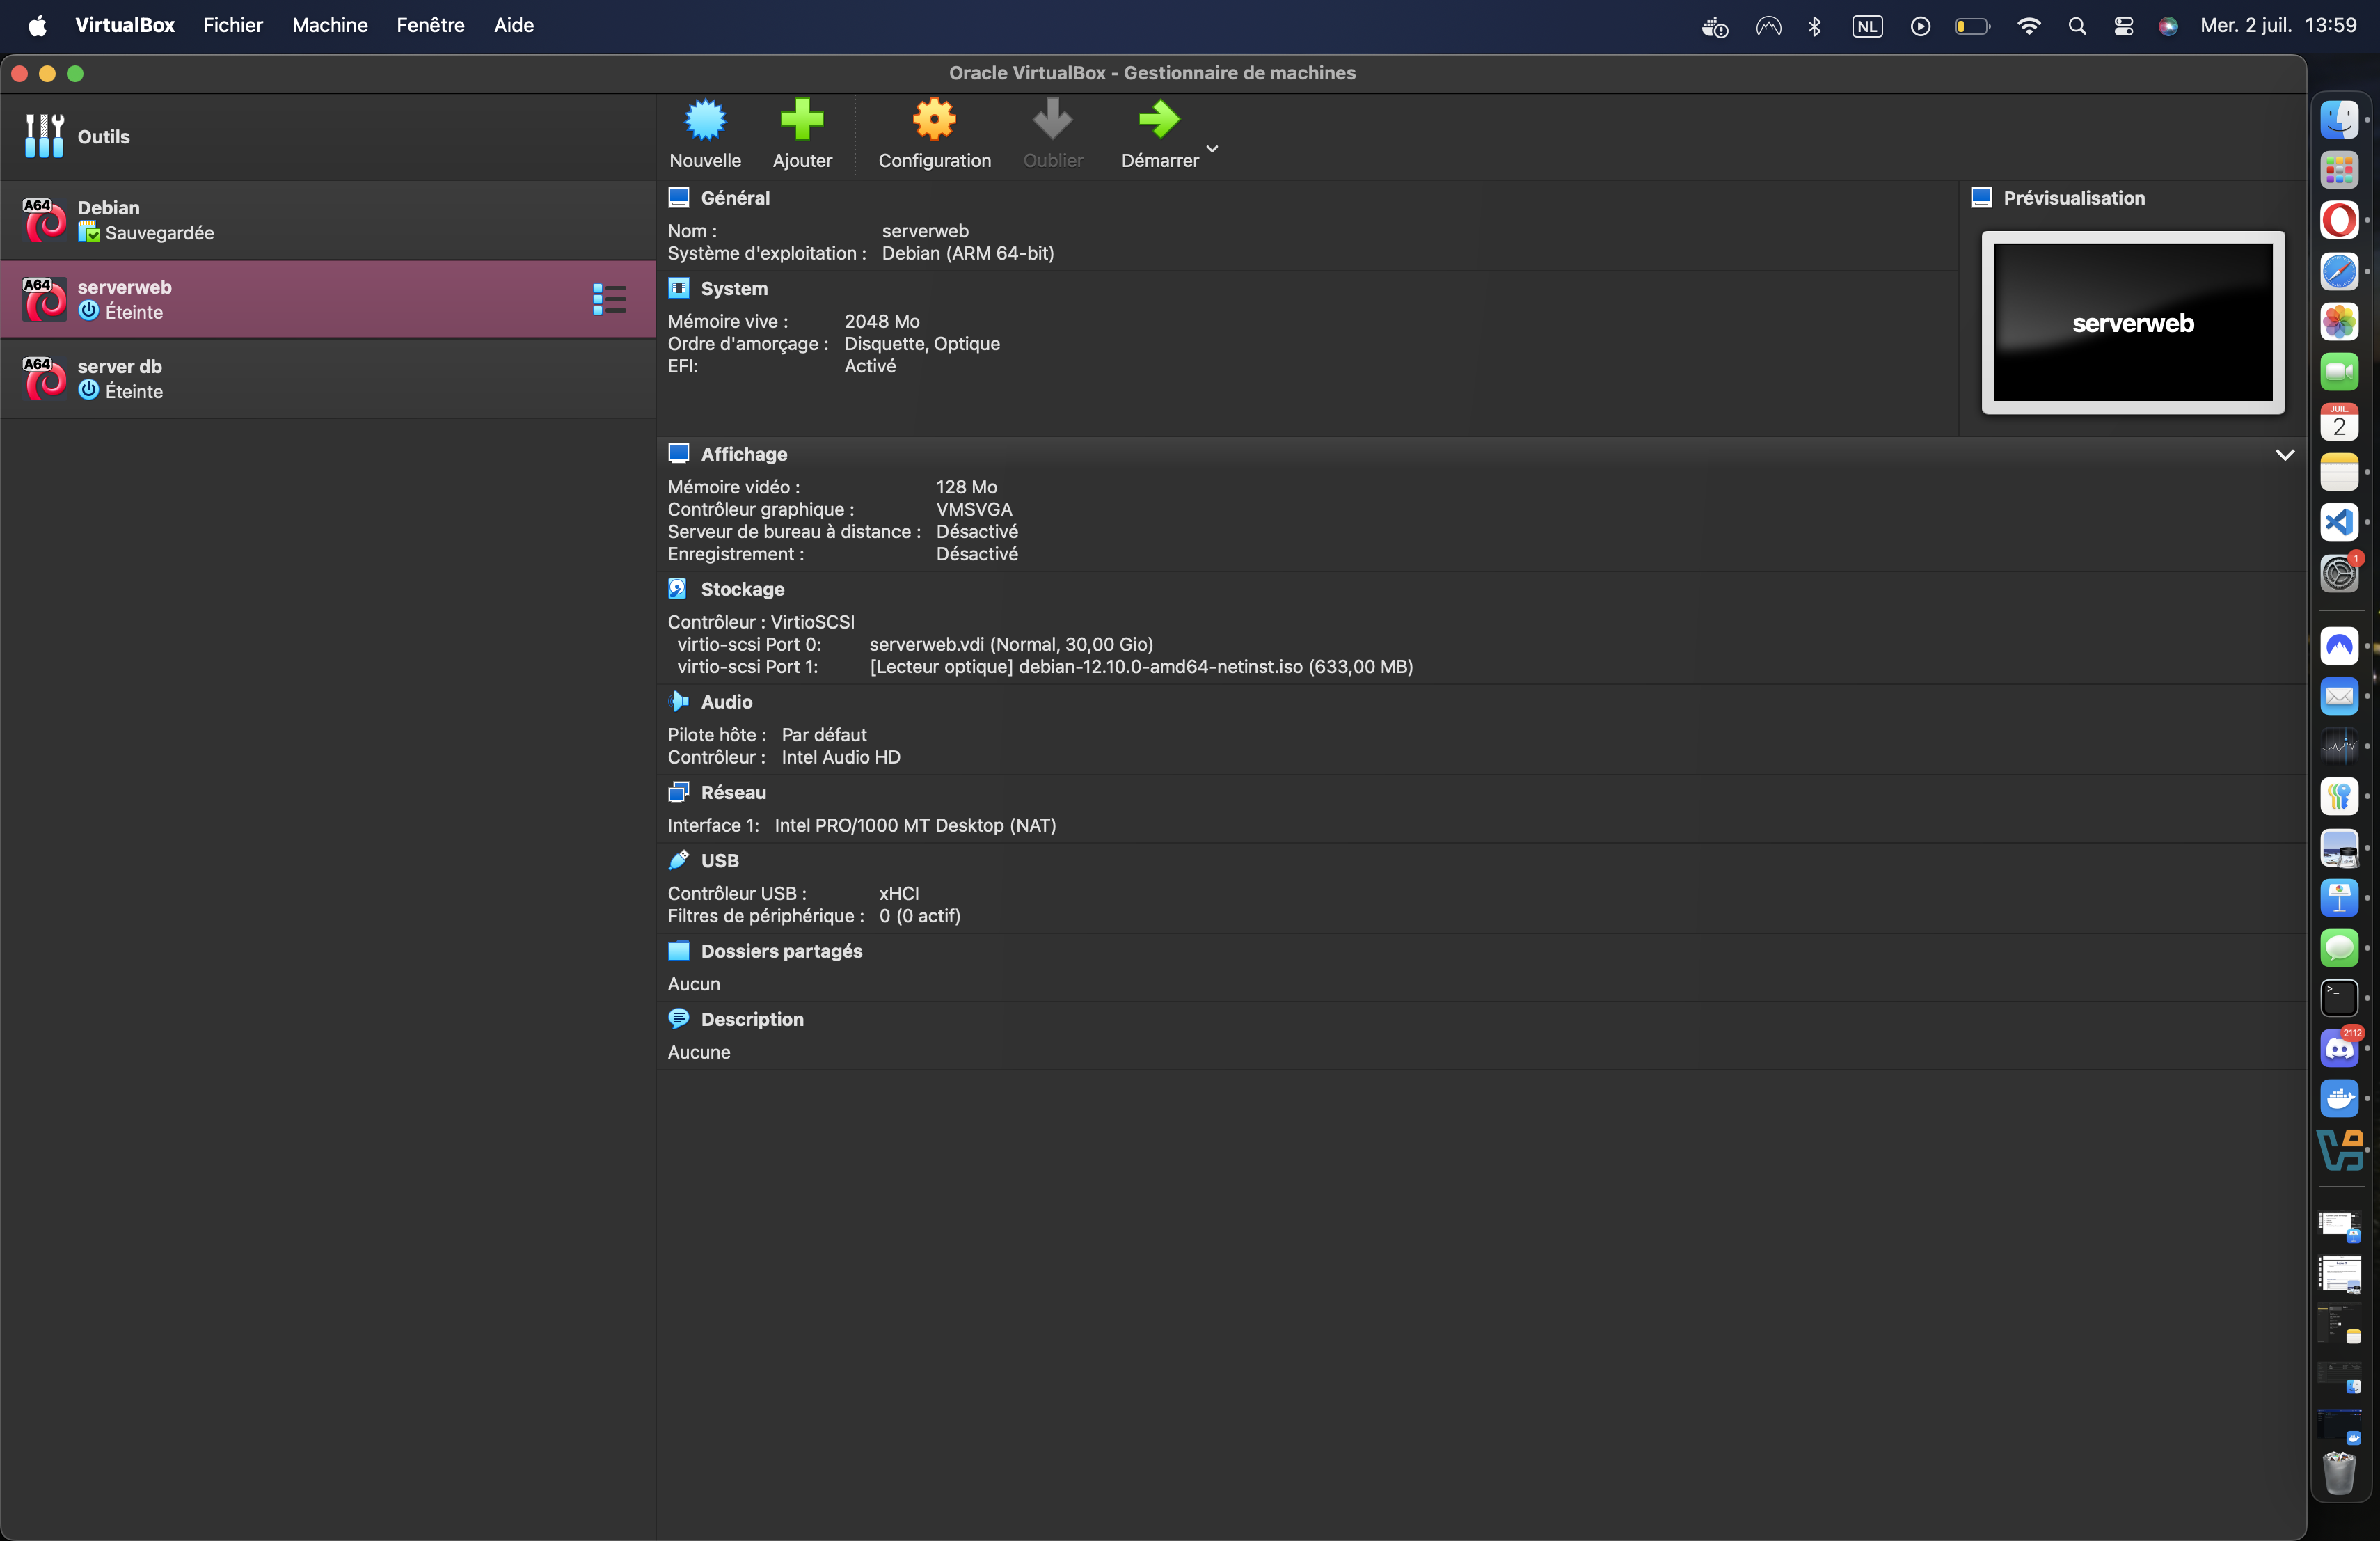 VirtualBox Fichier Machine Fenêtre Aide
NL
Mer. 2 juil. 13:59
Oracle VirtualBox - Gestionnaire de machines
Outils
A64
Debian
Sauvegardée
A64
serverweb
Éteinte
A64
server db
Éteinte
Nouvelle
Ajouter
Configuration
Oublier
Démarrer
Général
Nom : serverweb
Système d'exploitation : Debian (ARM 64-bit)
System
Mémoire vive : 2048 Mo
Ordre d'amorçage : Disquette, Optique
EFI: Activé
Prévisualisation
serverweb
Affichage
Mémoire vidéo : 128 Mo
Contrôleur graphique : VMSVGA
Serveur de bureau à distance : Désactivé
Enregistrement : Désactivé
Stockage
Contrôleur : VirtioSCSI
virtio-scsi Port 0: serverweb.vdi (Normal, 30,00 Gio)
virtio-scsi Port 1: [Lecteur optique] debian-12.10.0-amd64-netinst.iso (633,00 MB)
Audio
Pilote hôte : Par défaut
Contrôleur : Intel Audio HD
Réseau
Interface 1: Intel PRO/1000 MT Desktop (NAT)
USB
Contrôleur USB : xHCI
Filtres de périphérique : 0 (0 actif)
Dossiers partagés
Aucun
Description
Aucune
JUIL.
2
1
2112